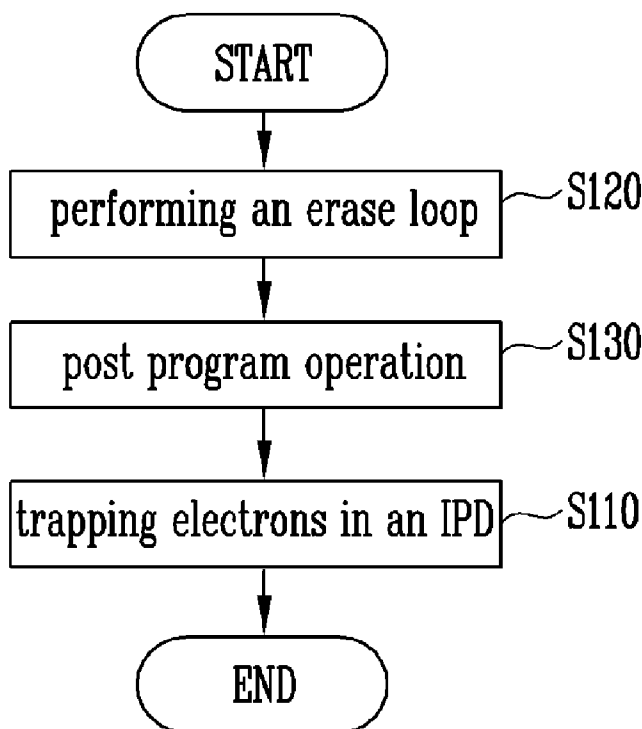 START
performing an erase loop
S120
post program operation
S130
trapping electrons in an IPD
S110
END